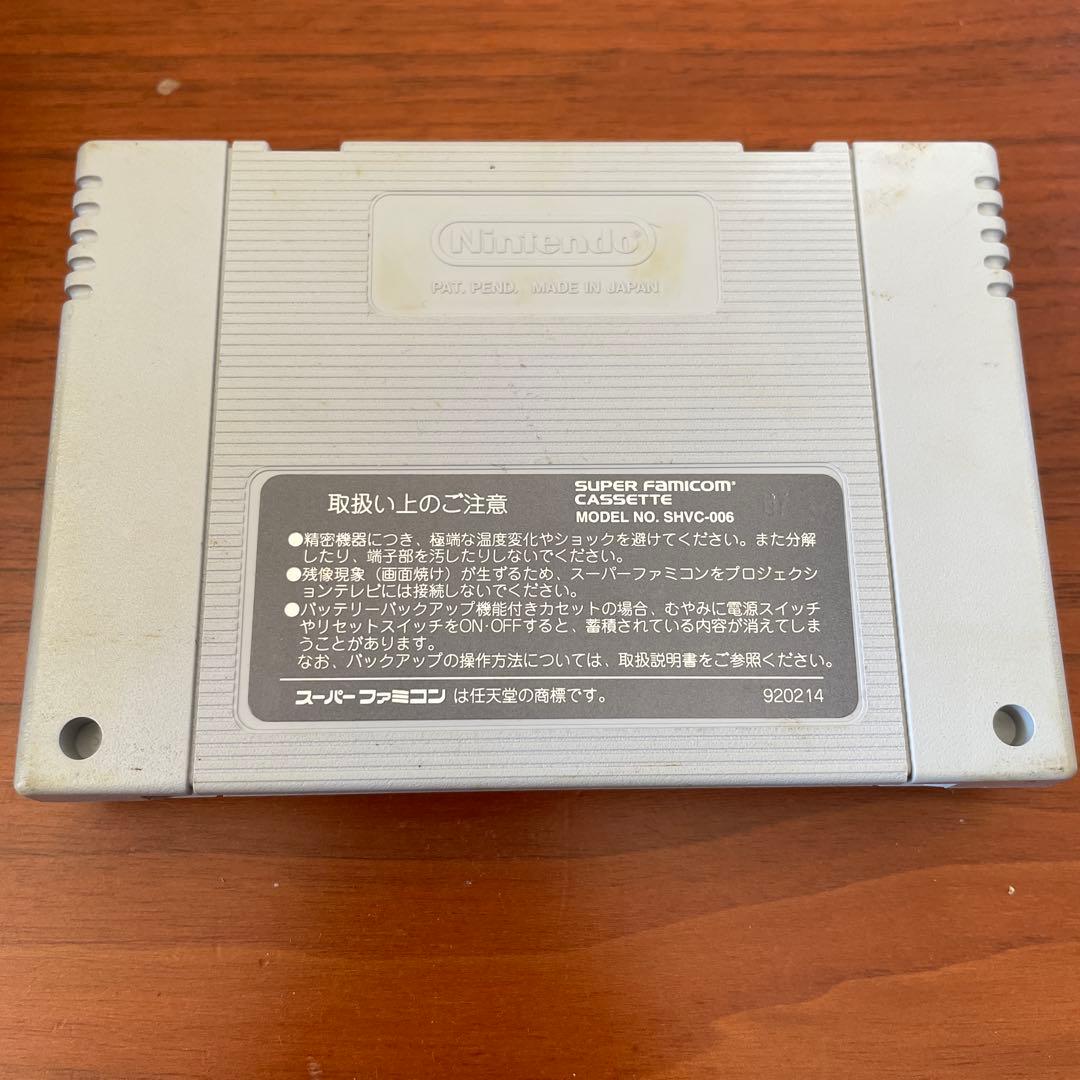 Nintendo®
PAT. PEND. MADE IN JAPAN
取扱い上のご注意
SUPER FAMICOM®
CASSETTE
MODEL NO. SHVC-006
●精密機器につき、極端な温度変化やショックを避けてください。また分解
したり、端子部を汚したりしないでください。
●残像現象（画面焼け）が生ずるため、スーパーファミコンをプロジェクシ
ョンテレビには接続しないでください。
●バッテリーバックアップ機能付きカセットの場合、むやみに電源スイッチ
やリセットスイッチをON·OFFすると、蓄積されている内容が消えてしま
うことがあります。
なお、バックアップの操作方法については、取扱説明書をご参照ください。
スーパーファミコンは任天堂の商標です。
920214